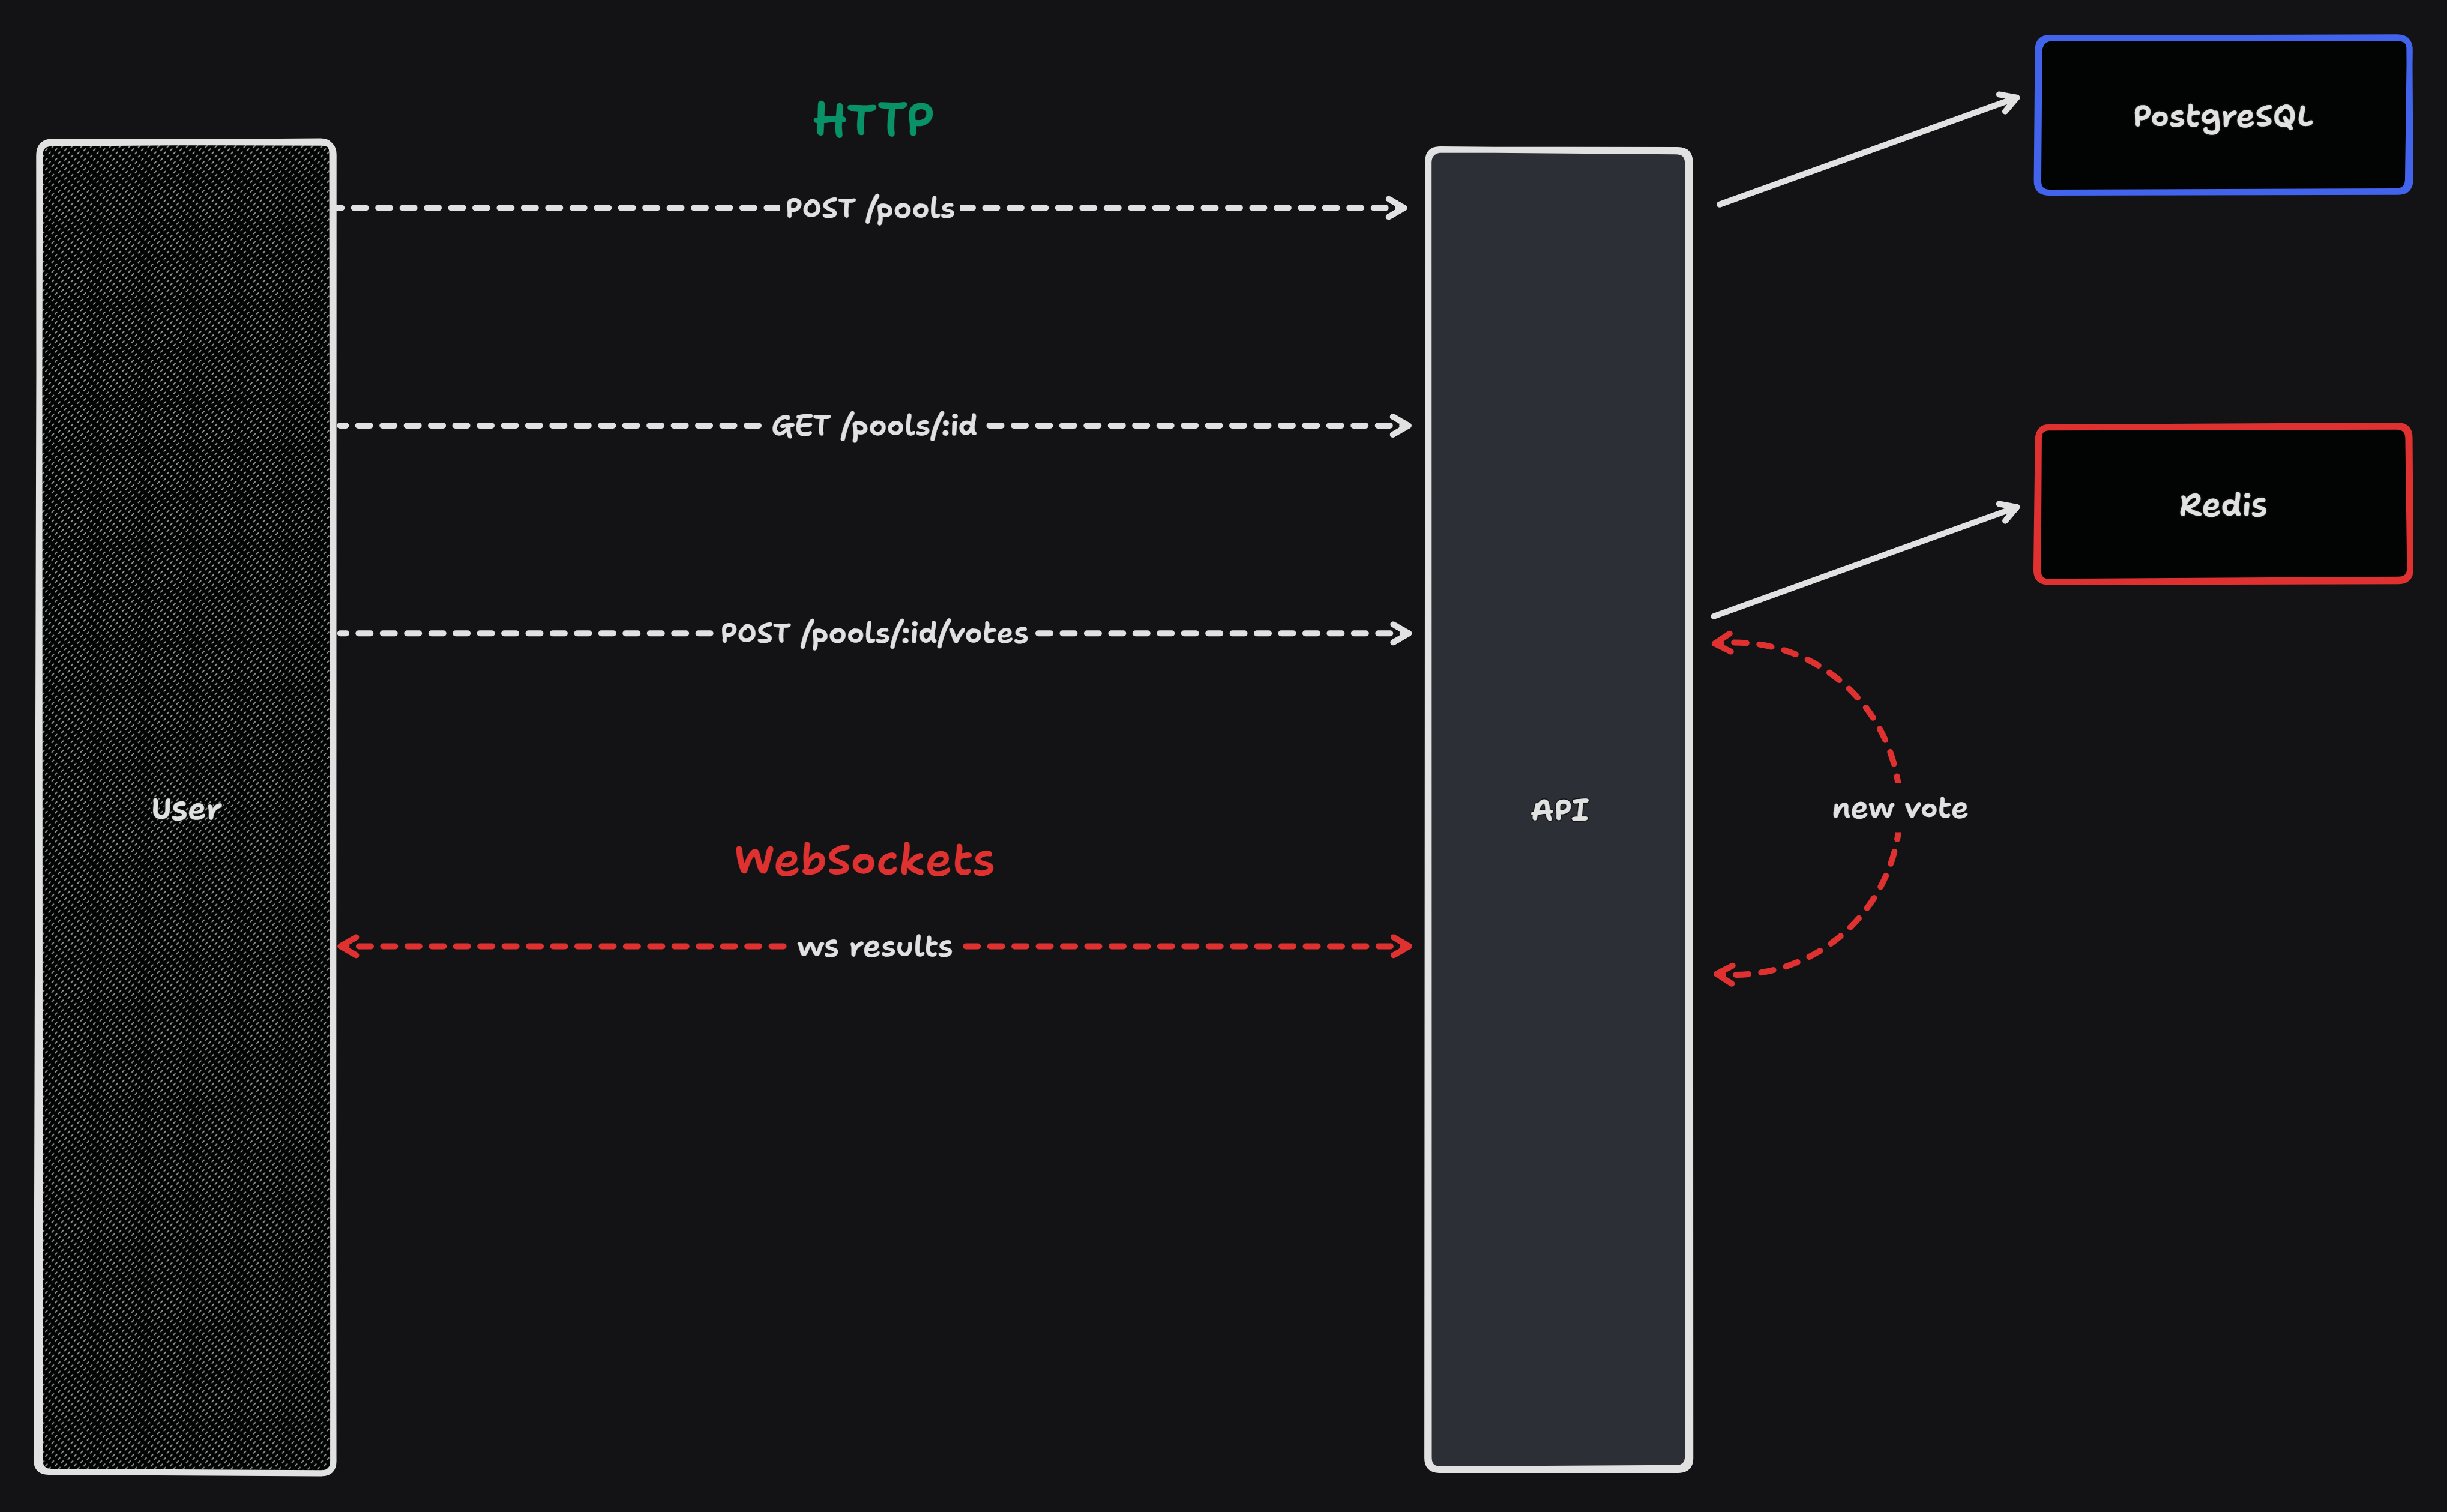 HTTP
PostgreSQL
POST /pools
GET /pools/:id
Redis
POST /pools/:id/votes
User
API
new vote
WebSockets
ws results